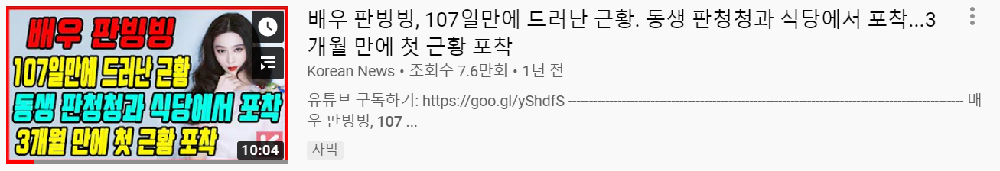 배우 판빙빙
107일만에 드러난 근황
동생 판청청과 식당에서 포착
3개월 만에 첫 근황 포착
10:04
배우 판빙빙, 107일만에 드러난 근황. 동생 판청청과 식당에서 포착...3
개월 만에 첫 근황 포착
Korean News • 조회수 7.6만회 • 1년 전
유튜브 구독하기: https://goo.gl/yShdfS ---------------------------------------------------------------------- 배
우 판빙빙, 107 ...
자막